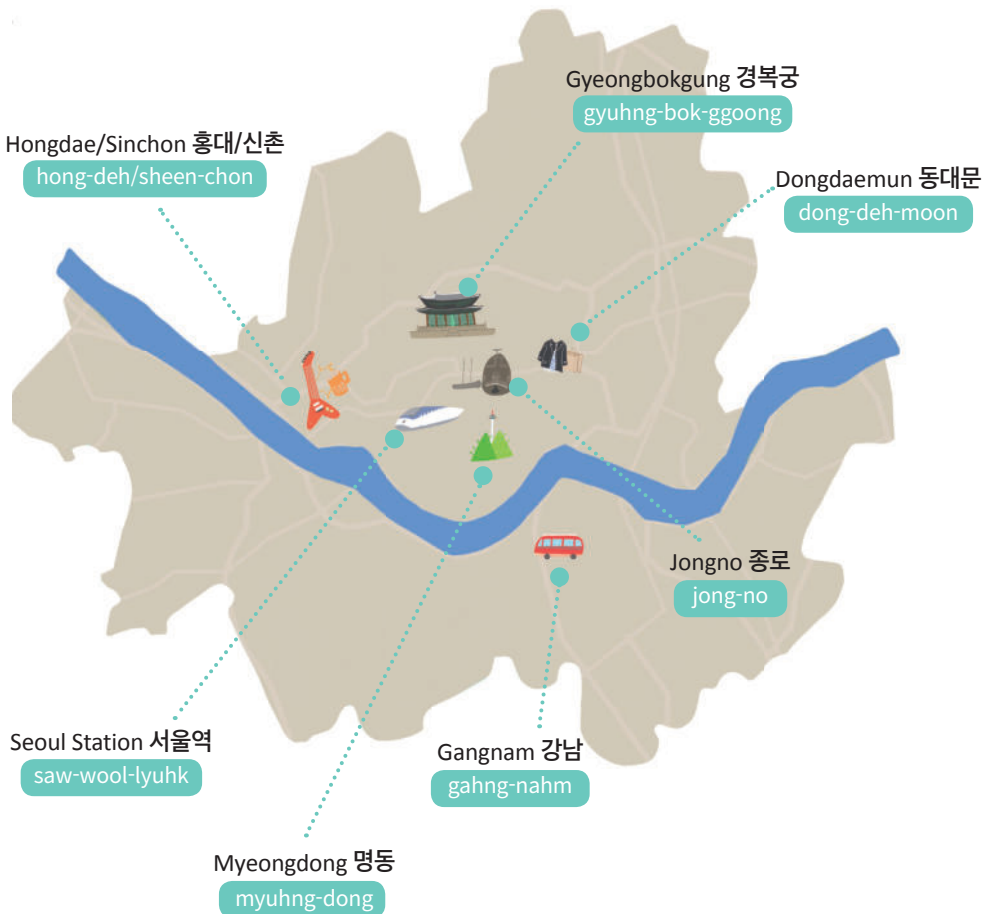 Gyeongbokgung 경복궁
gyuhng-bok-ggoong
Hongdae/Sinchon 홍대/신촌
hong-deh/sheen-chon
Dongdaemun 동대문
dong-deh-moon
Jongno 종로
jong-no
Seoul Station 서울역
saw-wool-lyuhk
Gangnam 강남
gahng-nahm
Myeongdong 명동
myuhng-dong